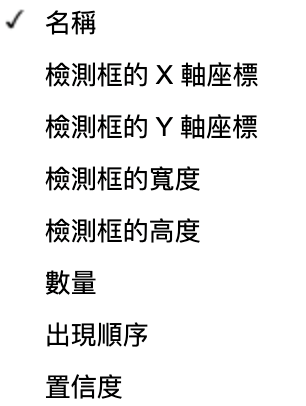 名稱
檢測框的 X 軸座標
檢測框的 Y 軸座標
檢測框的寬度
檢測框的高度
數量
出現順序
置信度